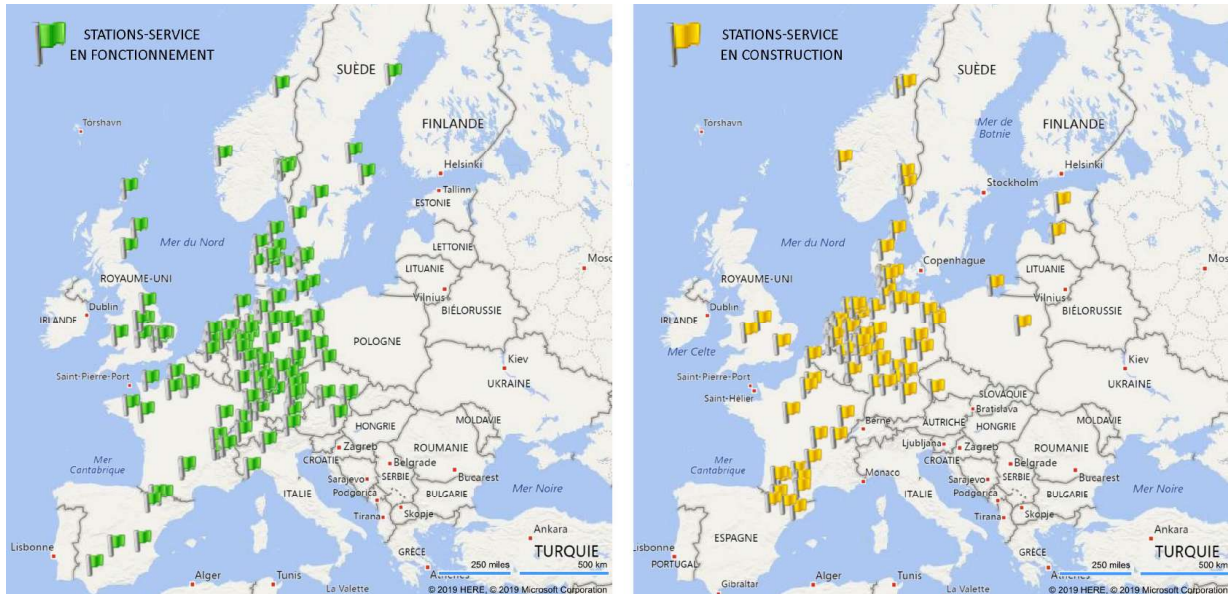 STATIONS-SERVICE
EN FONCTIONNEMENT
SUÈDE
Torshavn
FINLANDE
Helsinki
Tallinn
ESTONIE
Mer du Nord
LETTONIE
Mosc
ROYAUME-UNI
LITUANIE
Dublin
Vilnius
IRLANDE
BIÉLORUSSIE
POLOGNE
Kiev
Saint-Pierre-Port
UKRAINE
MOLDAVIE
HONGRIE
Zagreb
ROUMANIE
Mer
Cantabrique
CROATIE
Belgrade
SERBIE
Sarajevo
Bucarest
Mer Noire
ITALIE
Podgorica
BULGARIE
Skopje
Tirana
Ankara
Lisbonne
GRÈCE
TURQUIE
Alger
Tunis
Athènes
250 miles
500 km
La Valette
© 2019 HERE, © 2019 Microsoft Corporation
STATIONS-SERVICE
EN CONSTRUCTION
SUÈDE
Torshavn
Mer de
Botnie
FINLANDE
Helsinki
Stockholm
Mer du Nord
Copenhague
Mosc
ROYAUME-UNI
LITUANIE
Dublin
Vilnius
IRLANDE
BIÉLORUSSIE
Mer Celte
Kiev
Saint-Pierre-Port
UKRAINE
Saint-Hélier
SLOVAQUIE
Bratislava
MOLDAVIE
Berne
AUTRICHE
HONGRIE
Ljubljana
Zagreb
ROUMANIE
Mer
Cantabrique
CROATIE
Belgrade
Monaco
SERBIE
Sarajevo
Bucarest
Mer Noire
ITALIE
Podgorica
BULGARIE
Skopje
Tirana
ESPAGNE
Ankara
Lisbonne
PORTUGAL
GRÈCE
TURQUIE
Gibraltar
Alger
Tunis
Athènes
250 miles
500 km
La Valette
© 2019 HERE, © 2019 Microsoft Corporation